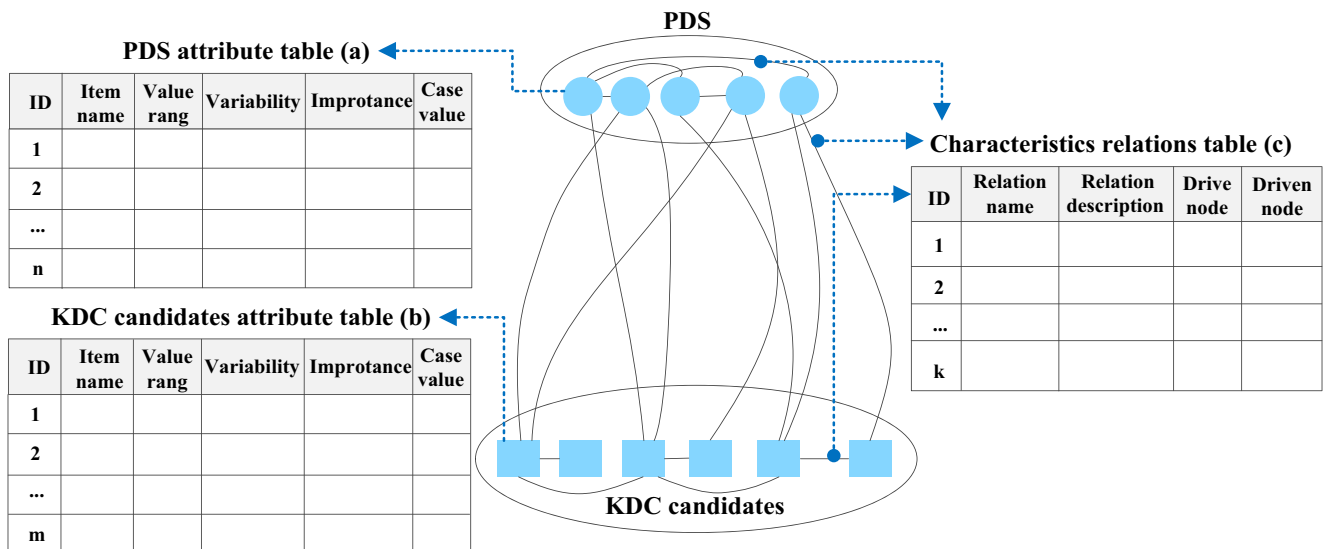 PDS
PDS attribute table (a)
ID Item name Value rang Variability Improtance Case value
1
2
...
n
Characteristics relations table (c)
ID Relation name Relation description Drive node Driven node
1
2
...
k
KDC candidates attribute table (b)
ID Item name Value rang Variability Improtance Case value
1
2
...
m
KDC candidates